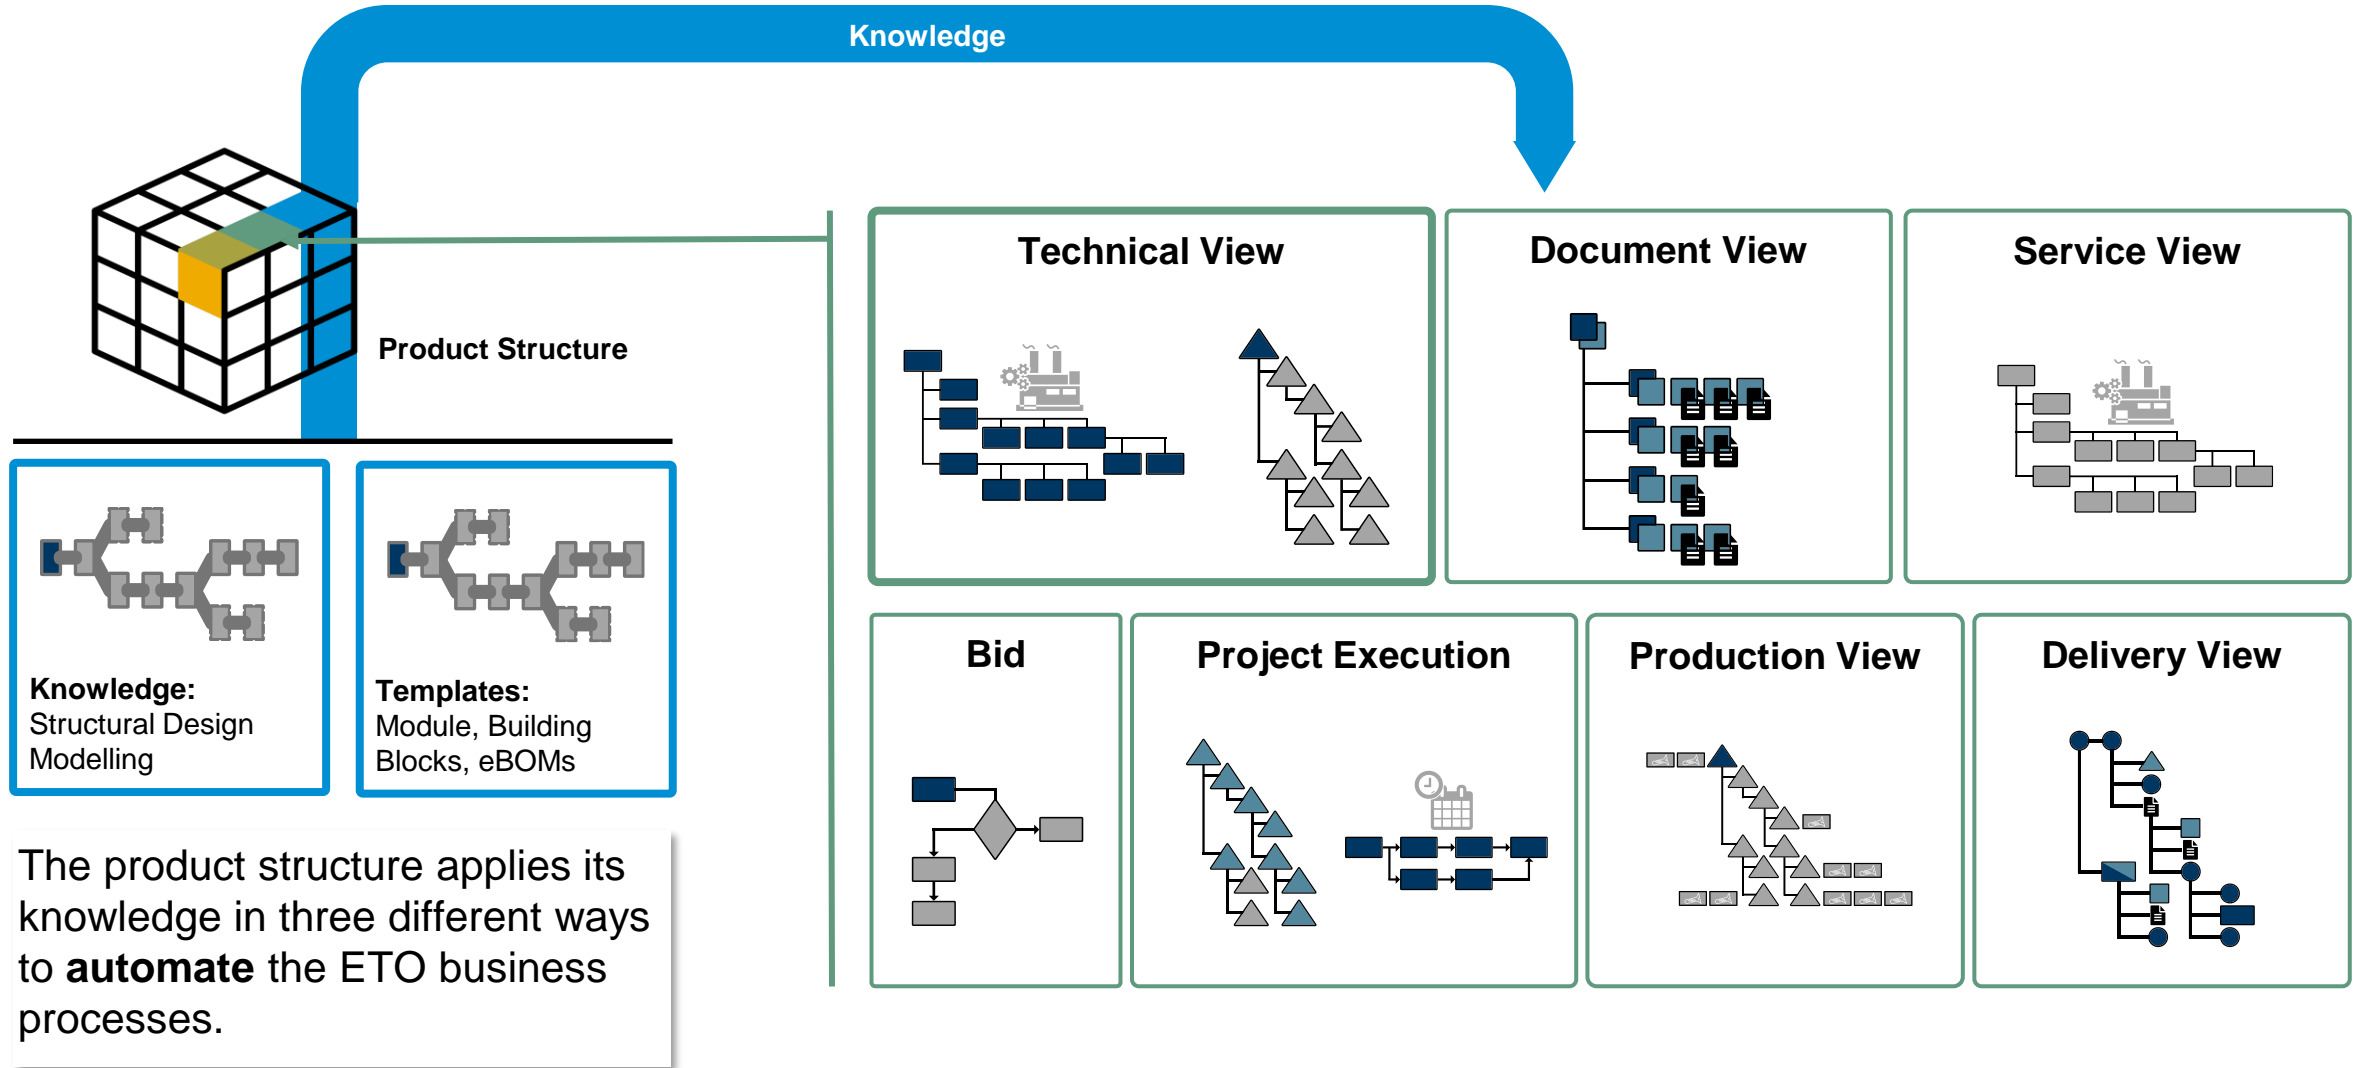 Knowledge
Product Structure
Technical View
Document View
Service View
Knowledge:
Structural Design
Modelling
Templates:
Module, Building
Blocks, eBOMs
Bid
Project Execution
Production View
Delivery View
The product structure applies its
knowledge in three different ways
to automate the ETO business
processes.